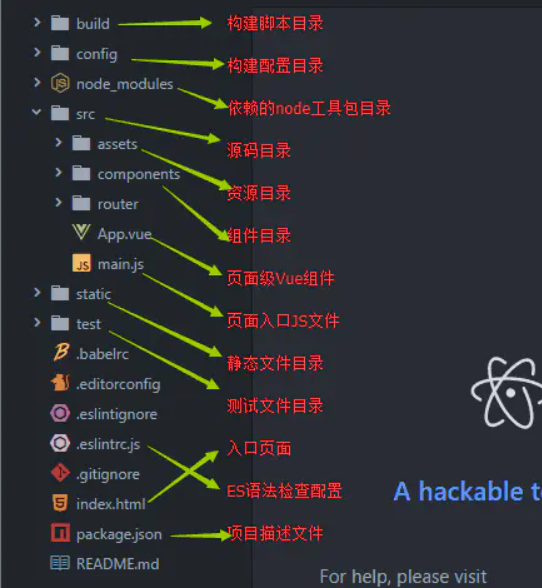 build
构建脚本目录
config
构建配置目录
node_modules
依赖的node工具包目录
src
源码目录
assets
资源目录
components
组件目录
router
App.vue
页面级Vue组件
main.js
页面入口JS文件
static
静态文件目录
test
测试文件目录
.babelrc
.editorconfig
.eslintignore
.eslintrc.js
入口页面
.gitignore
ES语法检查配置
A hackable te
index.html
package.json
项目描述文件
README.md
For help, please visit
JS
JS